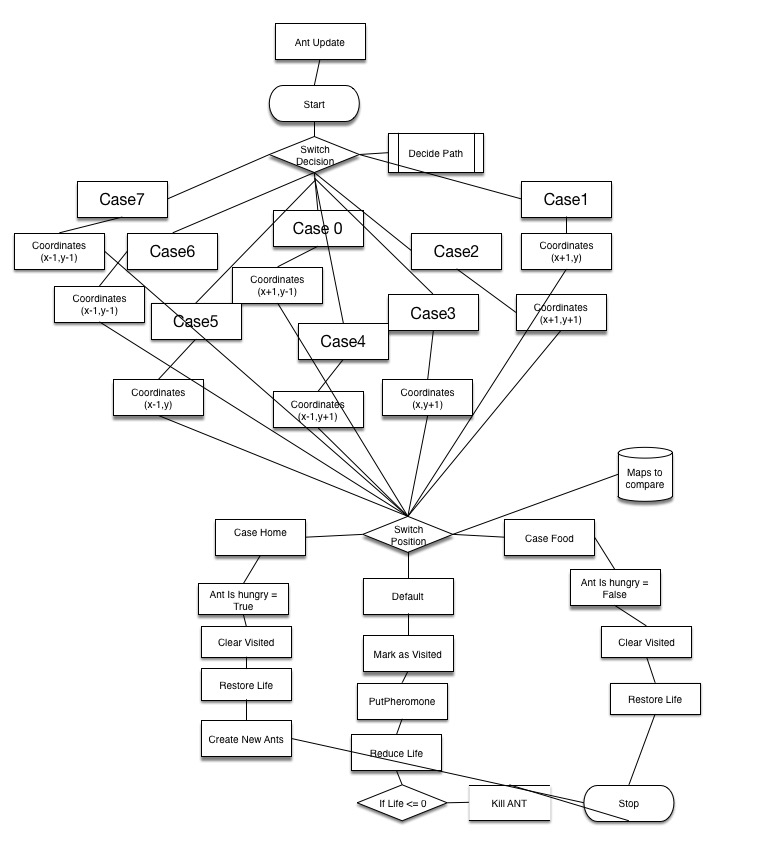 Ant Update
Start
Switch
Decision
Decide Path
Case7
Case1
Case 0
Coordinates
(x-1,y-1)
Case6
Case2
Coordinates
(x+1,y)
Coordinates
(x+1,y-1)
Coordinates
(x-1,y-1)
Case5
Case3
Coordinates
(x+1,y+1)
Case4
Coordinates
(x-1,y)
Coordinates
(x-1,y+1)
Coordinates
(x,y+1)
Maps to
compare
Switch
Position
Case Home
Case Food
Ant Is hungry =
True
Default
Ant Is hungry =
False
Clear Visited
Mark as Visited
Clear Visited
Restore Life
PutPheromone
Restore Life
Create New Ants
Reduce Life
If Life <= 0
Kill ANT
Stop